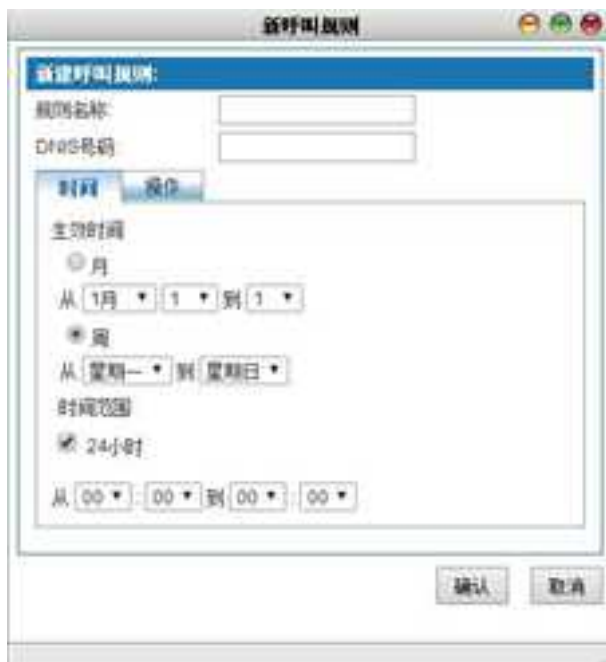 新呼叫规则
新建呼叫规则:
规则名称:
DNIS号码:
时间 操作
生效时间
月
从 1月 1 到 1
周
从 星期一 到 星期日
时间范围
24小时
从 00 : 00 到 00 : 00
确认 取消